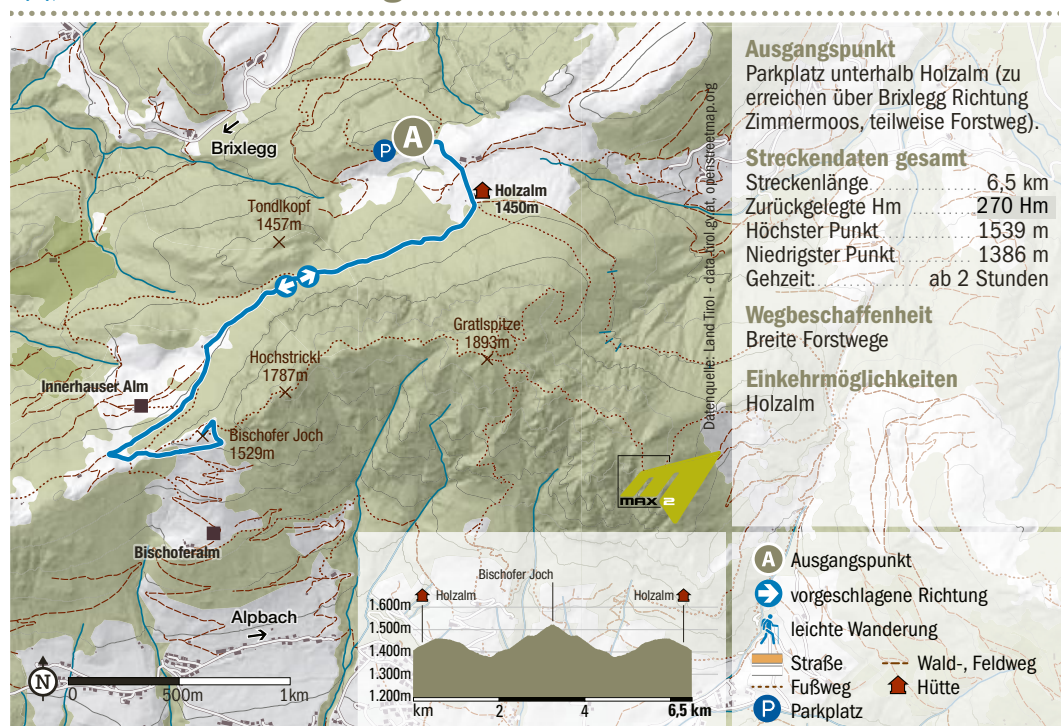 Brixlegg
P
A
Holzalm
1450m
Tondlkopf
1457m
Gratlspitze
1893m
Hochstrickl
1787m
Innerhauser Alm
Bischofer Joch
1529m
Bischoferalm
Alpbach
N
0 500m 1km
Datenquelle: Land Tirol - data.tirol.gv.at, openstreetmap.org
MAX 2
Bischofer Joch
Holzalm
Holzalm
1.600m
1.500m
1.400m
1.300m
1.200m
km 2 4 6,5 km
Ausgangspunkt
Parkplatz unterhalb Holzalm (zu
erreichen über Brixlegg Richtung
Zimmermoos, teilweise Forstweg).
Streckendaten gesamt
Streckenlänge 6,5 km
Zurückgelegte Hm 270 Hm
Höchster Punkt 1539 m
Niedrigster Punkt 1386 m
Gehzeit: ab 2 Stunden
Wegbeschaffenheit
Breite Forstwege
Einkehrmöglichkeiten
Holzalm
A Ausgangspunkt
vorgeschlagene Richtung
leichte Wanderung
Straße
Wald-, Feldweg
Fußweg
Hütte
P Parkplatz